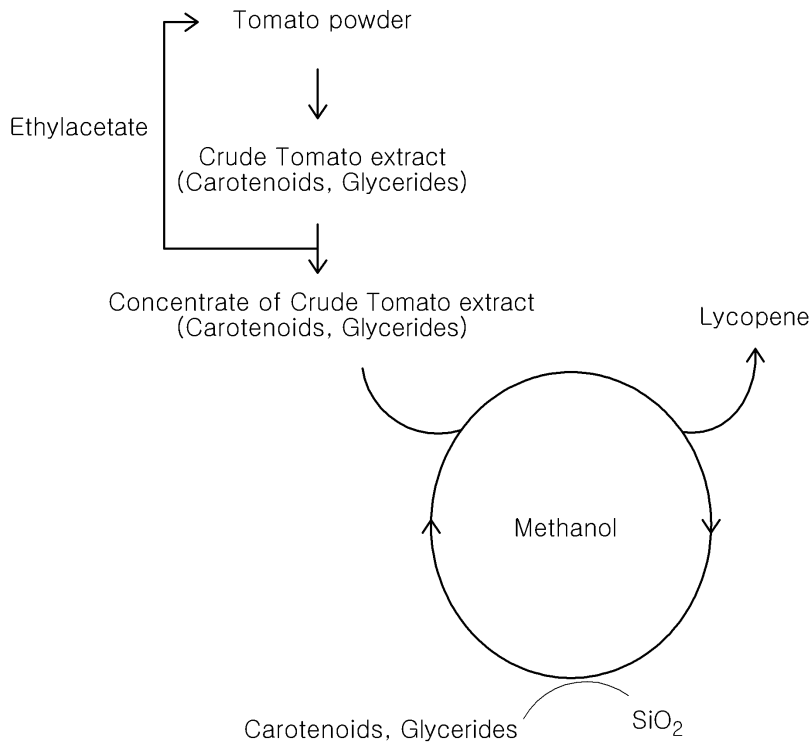 Tomato powder
Ethylacetate
Crude Tomato extract
(Carotenoids, Glycerides)
Concentrate of Crude Tomato extract
(Carotenoids, Glycerides)
Lycopene
Methanol
Carotenoids, Glycerides
SiO₂